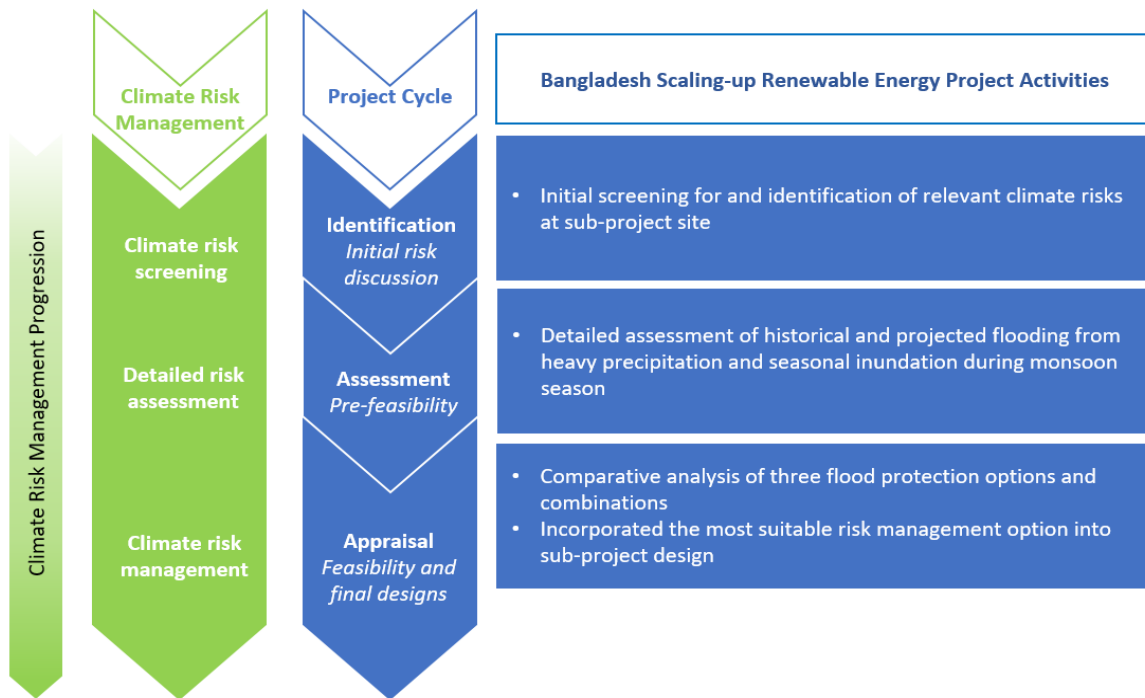 Climate Risk
Management
Project Cycle
Bangladesh Scaling-up Renewable Energy Project Activities
Climate Risk Management Progression
Climate risk
screening
Identification
Initial risk
discussion
• Initial screening for and identification of relevant climate risks
at sub-project site
Detailed risk
assessment
Assessment
Pre-feasibility
• Detailed assessment of historical and projected flooding from
heavy precipitation and seasonal inundation during monsoon
season
Climate risk
management
Appraisal
Feasibility and
final designs
• Comparative analysis of three flood protection options and
combinations
• Incorporated the most suitable risk management option into
sub-project design